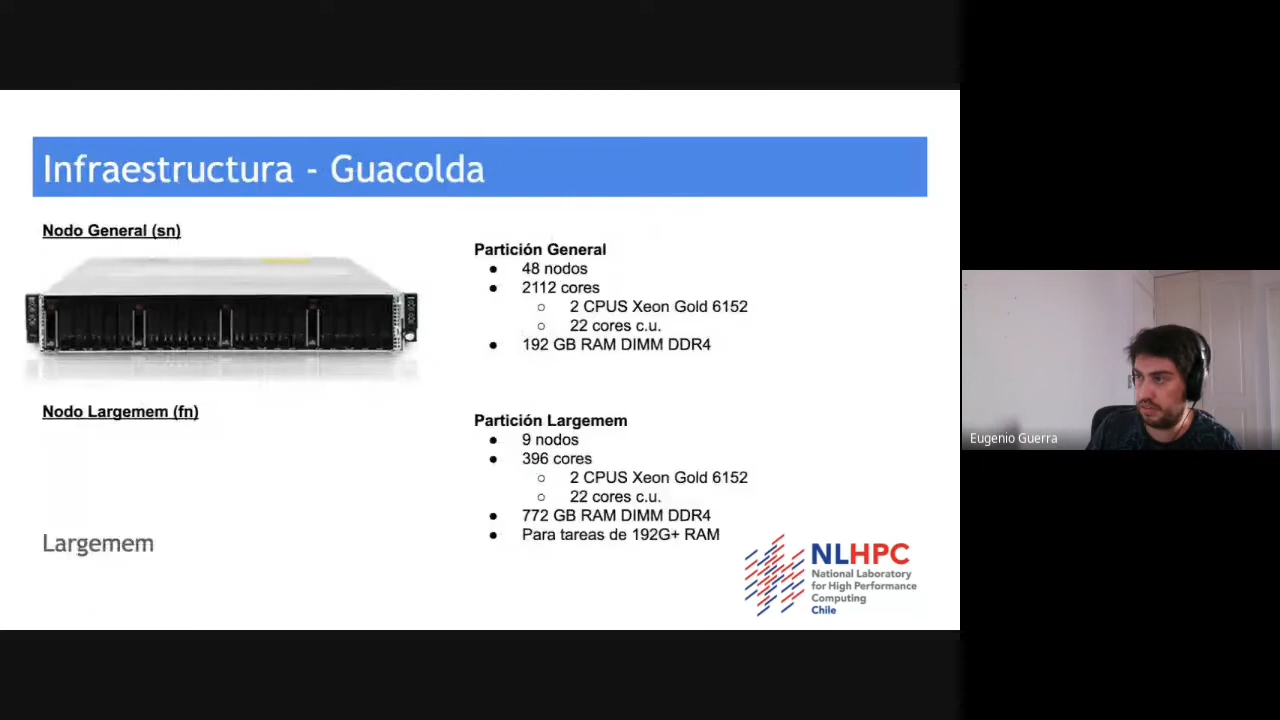 Infraestructura - Guacolda
Nodo General (sn)
Partición General
● 48 nodos
● 2112 cores
○ 2 CPUS Xeon Gold 6152
○ 22 cores c.u.
● 192 GB RAM DIMM DDR4
Nodo Largemem (fn)
Partición Largemem
● 9 nodos
● 396 cores
○ 2 CPUS Xeon Gold 6152
○ 22 cores c.u.
● 772 GB RAM DIMM DDR4
● Para tareas de 192G+ RAM
Largemem
NLHPC
National Laboratory
for High Performance
Computing
Chile
Eugenio Guerra